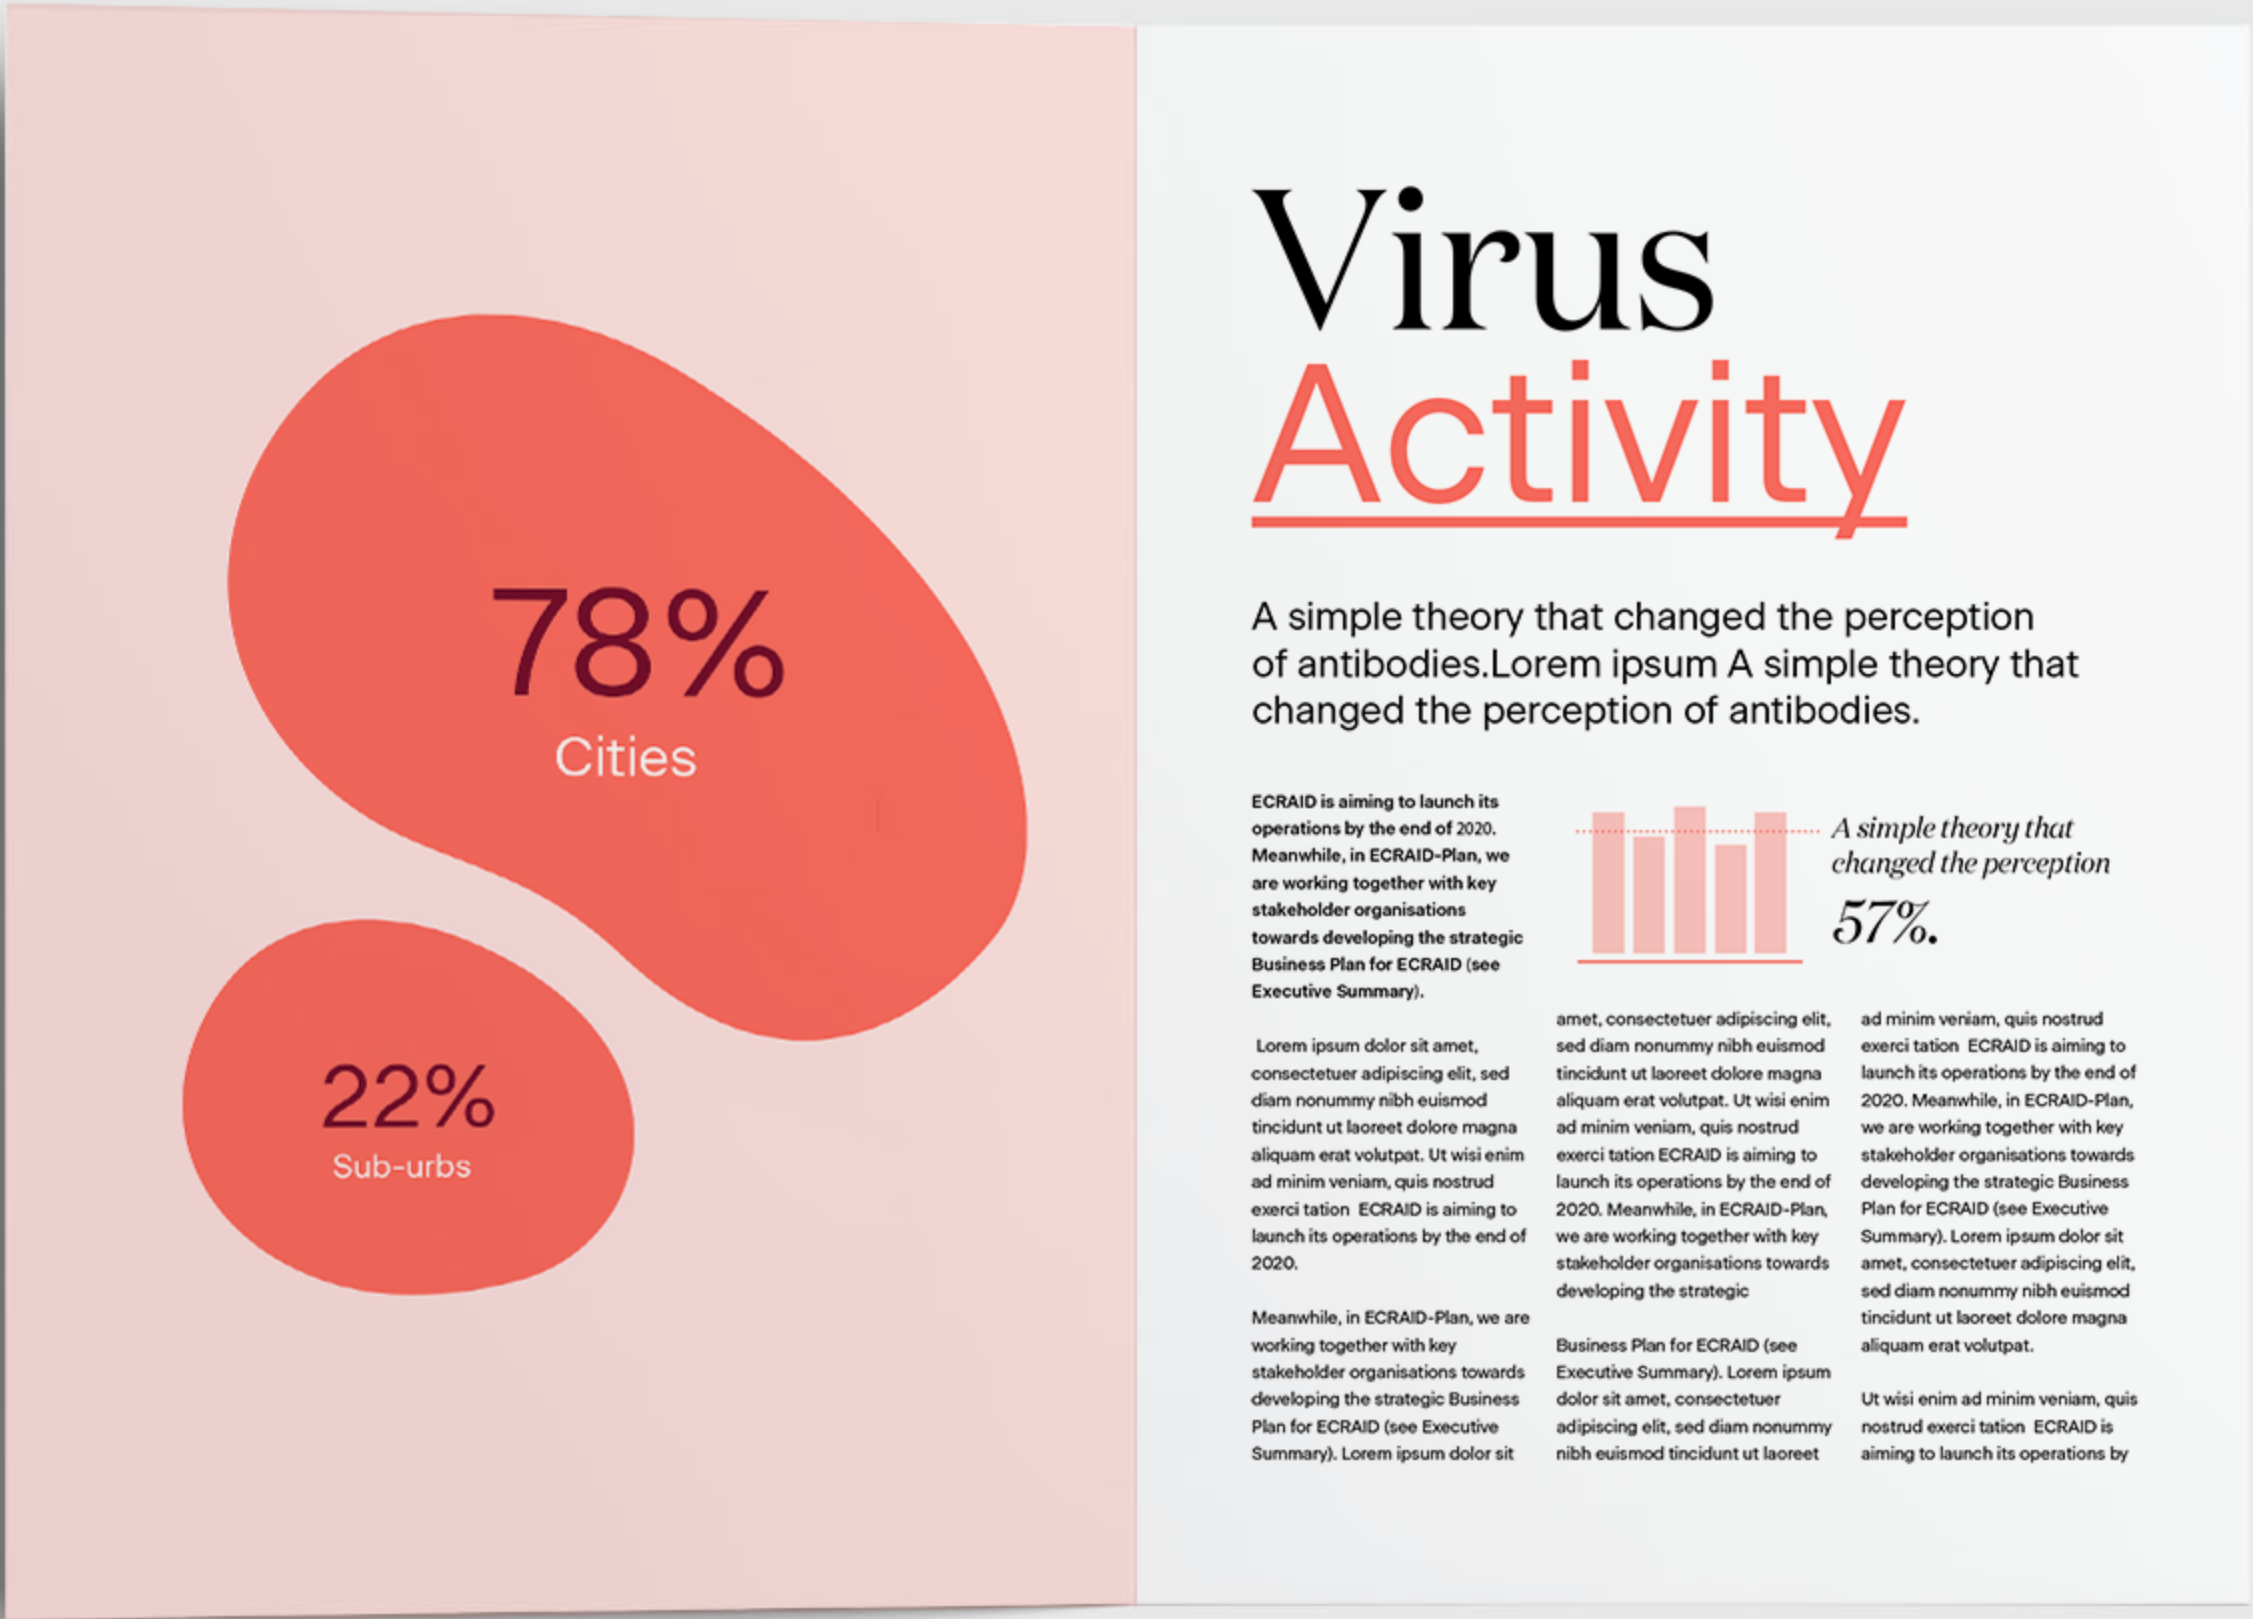 78%
Cities
22%
Sub-urbs
Virus
Activity
A simple theory that changed the perception
of antibodies.Lorem ipsum A simple theory that
changed the perception of antibodies.
ECRAID is aiming to launch its
operations by the end of 2020.
Meanwhile, in ECRAID-Plan, we
are working together with key
stakeholder organisations
towards developing the strategic
Business Plan for ECRAID (see
Executive Summary).
Lorem ipsum dolor sit amet,
consectetuer adipiscing elit, sed
diam nonummy nibh euismod
tincidunt ut laoreet dolore magna
aliquam erat volutpat. Ut wisi enim
ad minim veniam, quis nostrud
exerci tation ECRAID is aiming to
launch its operations by the end of
2020.
Meanwhile, in ECRAID-Plan, we are
working together with key
stakeholder organisations towards
developing the strategic Business
Plan for ECRAID (see Executive
Summary). Lorem ipsum dolor sit
A simple theory that
changed the perception
57%.
amet, consectetuer adipiscing elit,
sed diam nonummy nibh euismod
tincidunt ut laoreet dolore magna
aliquam erat volutpat. Ut wisi enim
ad minim veniam, quis nostrud
exerci tation ECRAID is aiming to
launch its operations by the end of
2020. Meanwhile, in ECRAID-Plan,
we are working together with key
stakeholder organisations towards
developing the strategic
Business Plan for ECRAID (see
Executive Summary). Lorem ipsum
dolor sit amet, consectetuer
adipiscing elit, sed diam nonummy
nibh euismod tincidunt ut laoreet
ad minim veniam, quis nostrud
exerci tation ECRAID is aiming to
launch its operations by the end of
2020. Meanwhile, in ECRAID-Plan,
we are working together with key
stakeholder organisations towards
developing the strategic Business
Plan for ECRAID (see Executive
Summary). Lorem ipsum dolor sit
amet, consectetuer adipiscing elit,
sed diam nonummy nibh euismod
tincidunt ut laoreet dolore magna
aliquam erat volutpat.
Ut wisi enim ad minim veniam, quis
nostrud exerci tation ECRAID is
aiming to launch its operations by